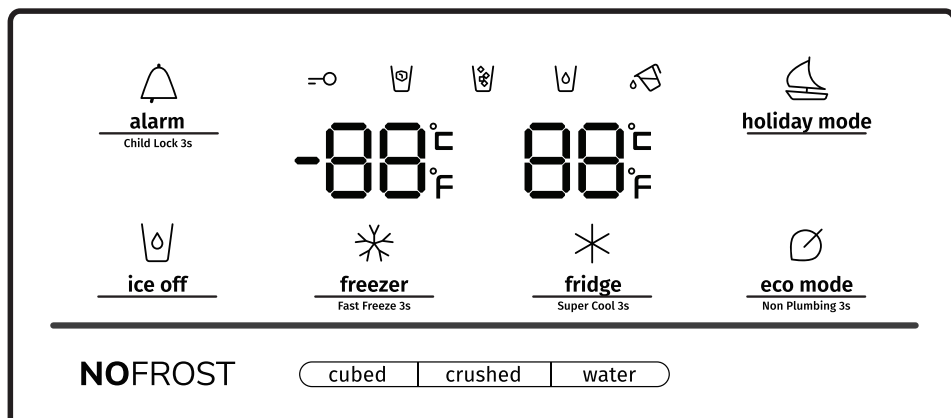 alarm
Child Lock 3s
-88°C °F
88°C °F
holiday mode
ice off
freezer
Fast Freeze 3s
fridge
Super Cool 3s
eco mode
Non Plumbing 3s
NOFROST
cubed
crushed
water